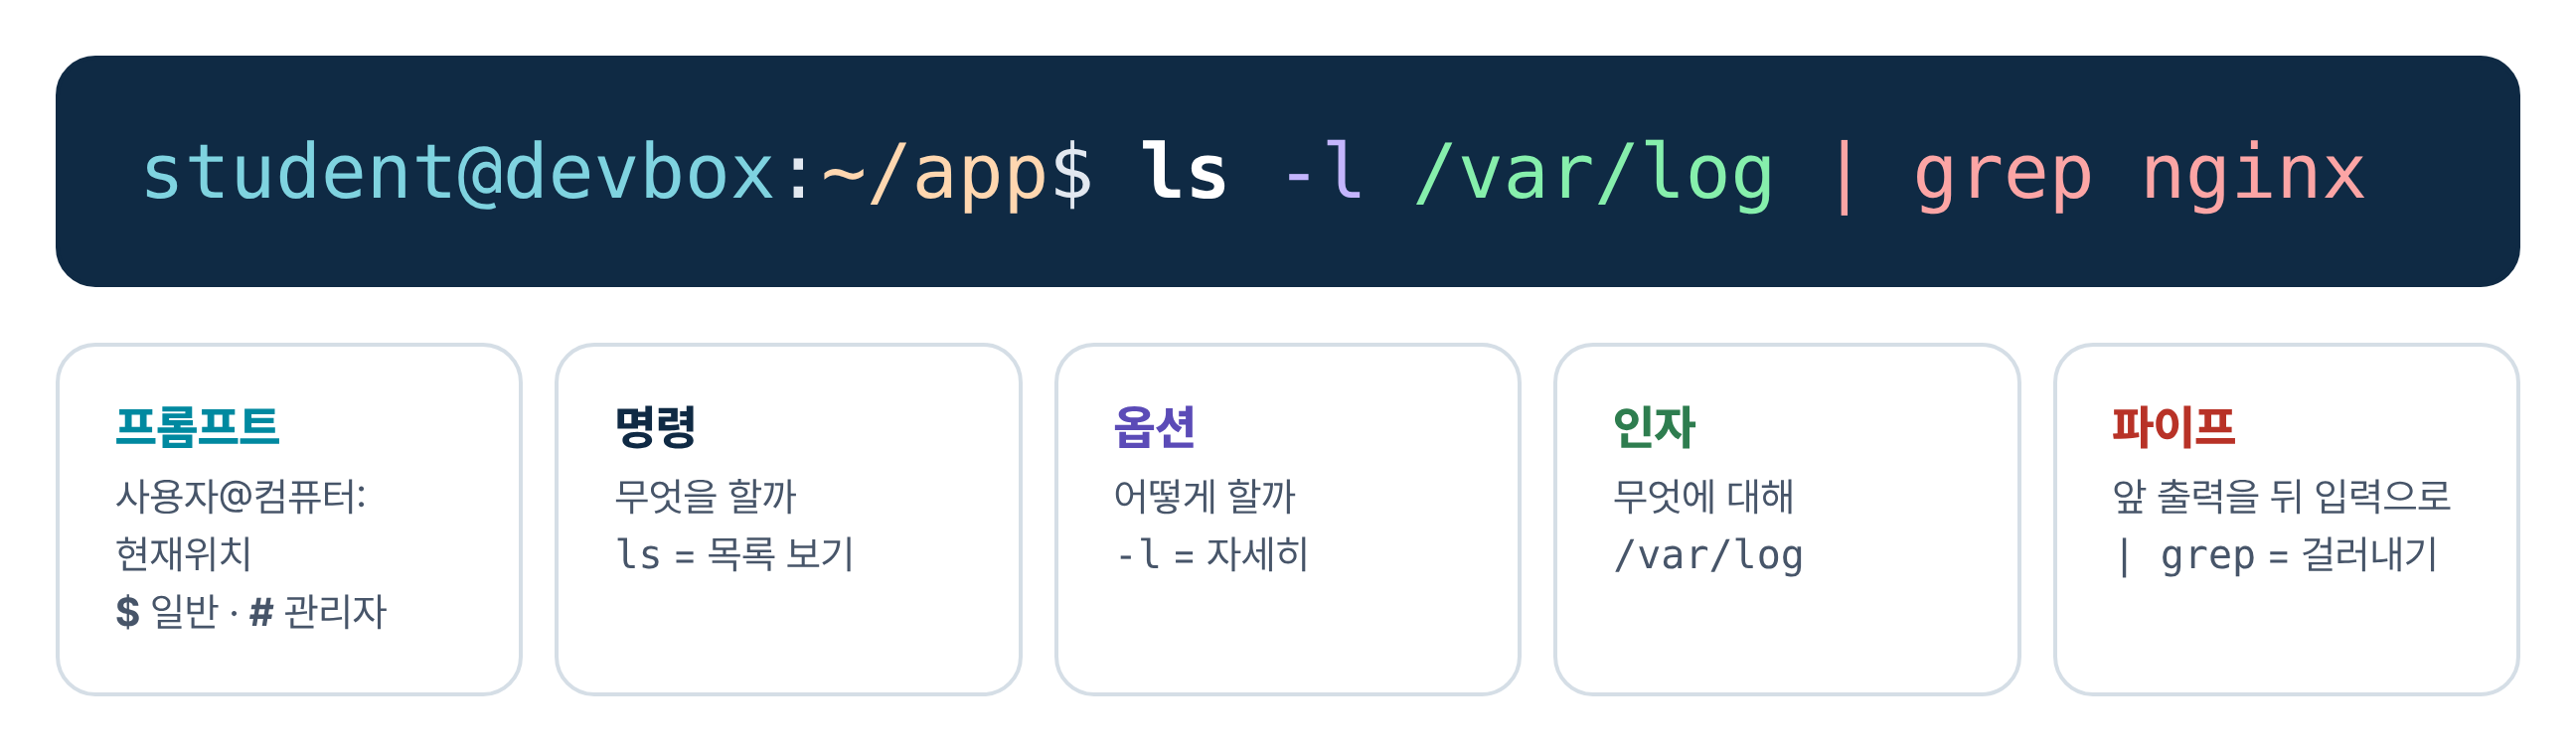 student@devbox:~/app$ ls -l /var/log | grep nginx
프롬프트
사용자@컴퓨터:
현재위치
$ 일반 · # 관리자
명령
무엇을 할까
ls = 목록 보기
옵션
어떻게 할까
-l = 자세히
인자
무엇에 대해
/var/log
파이프
앞 출력을 뒤 입력으로
| grep = 걸러내기